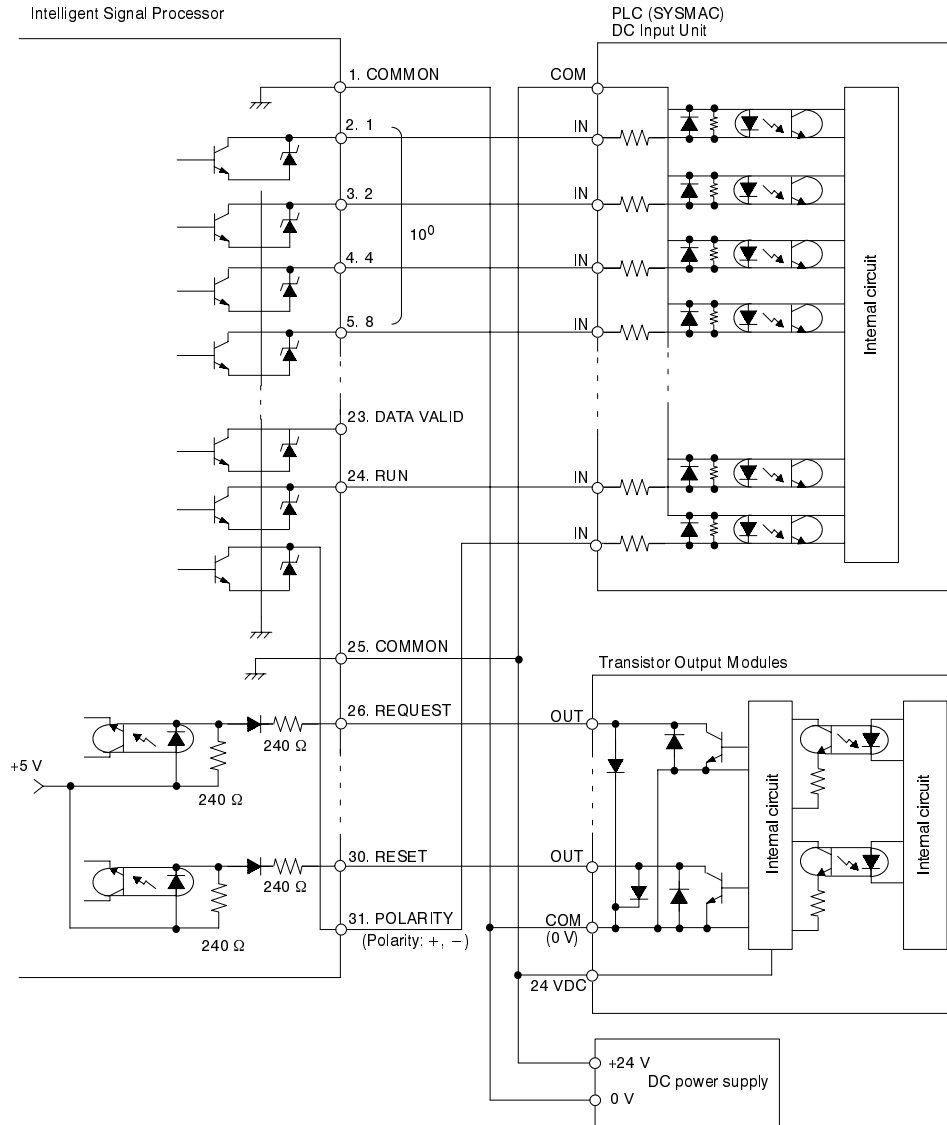 Intelligent Signal Processor
PLC (SYSMAC)
DC Input Unit
1. COMMON
COM
2. 1
IN
3. 2
IN
10⁰
4. 4
IN
5. 8
IN
Internal circuit
23. DATA VALID
24. RUN
IN
IN
25. COMMON
Transistor Output Modules
26. REQUEST
OUT
240 Ω
+5 V
240 Ω
Internal circuit
Internal circuit
30. RESET
OUT
240 Ω
31. POLARITY
(Polarity: +, −)
COM
(0 V)
240 Ω
24 VDC
+24 V
DC power supply
0 V